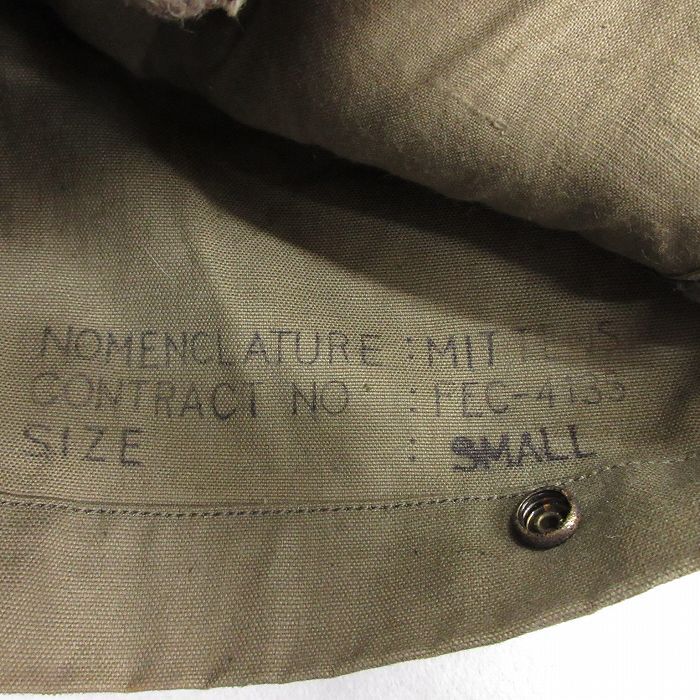 NOMENCLATURE : MITTENS
CONTRACT NO : FEC-4133
SIZE : SMALL